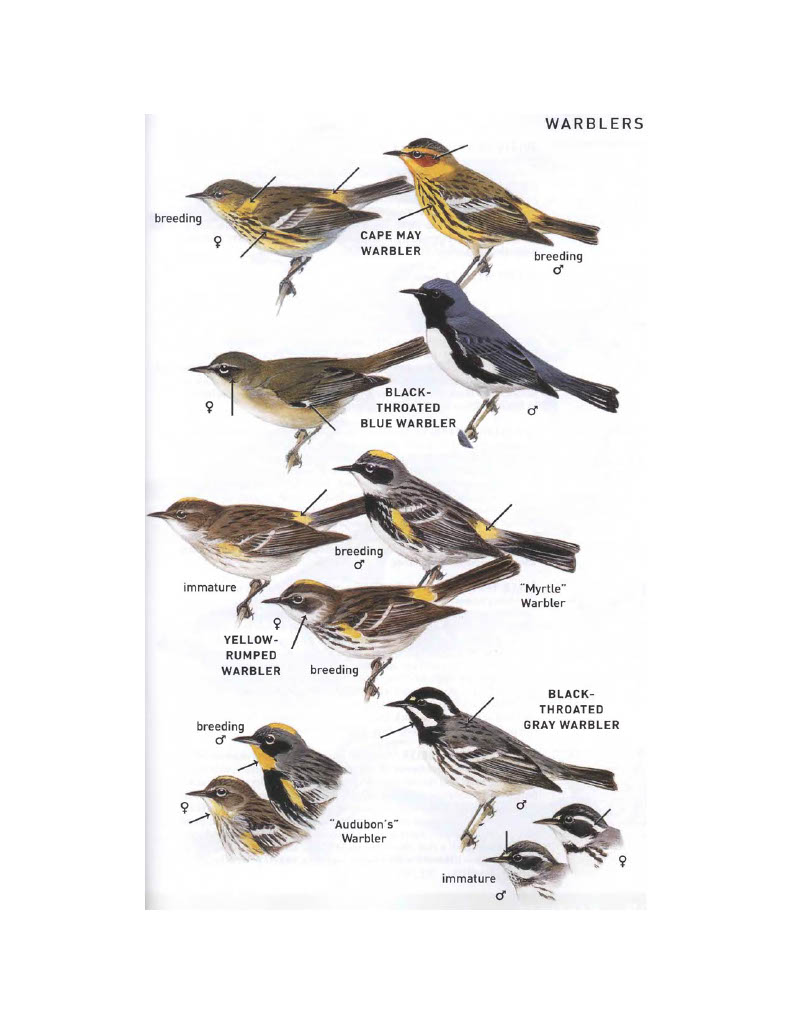 WARBLERS
breeding
♀
CAPE MAY
WARBLER
breeding
♂
♀
BLACK-
THROATED
BLUE WARBLER
♂
breeding
♂
immature
"Myrtle"
Warbler
♀
YELLOW-
RUMPED
WARBLER
breeding
BLACK-
THROATED
GRAY WARBLER
breeding
♂
♀
"Audubon's"
Warbler
♂
♀
immature
♂